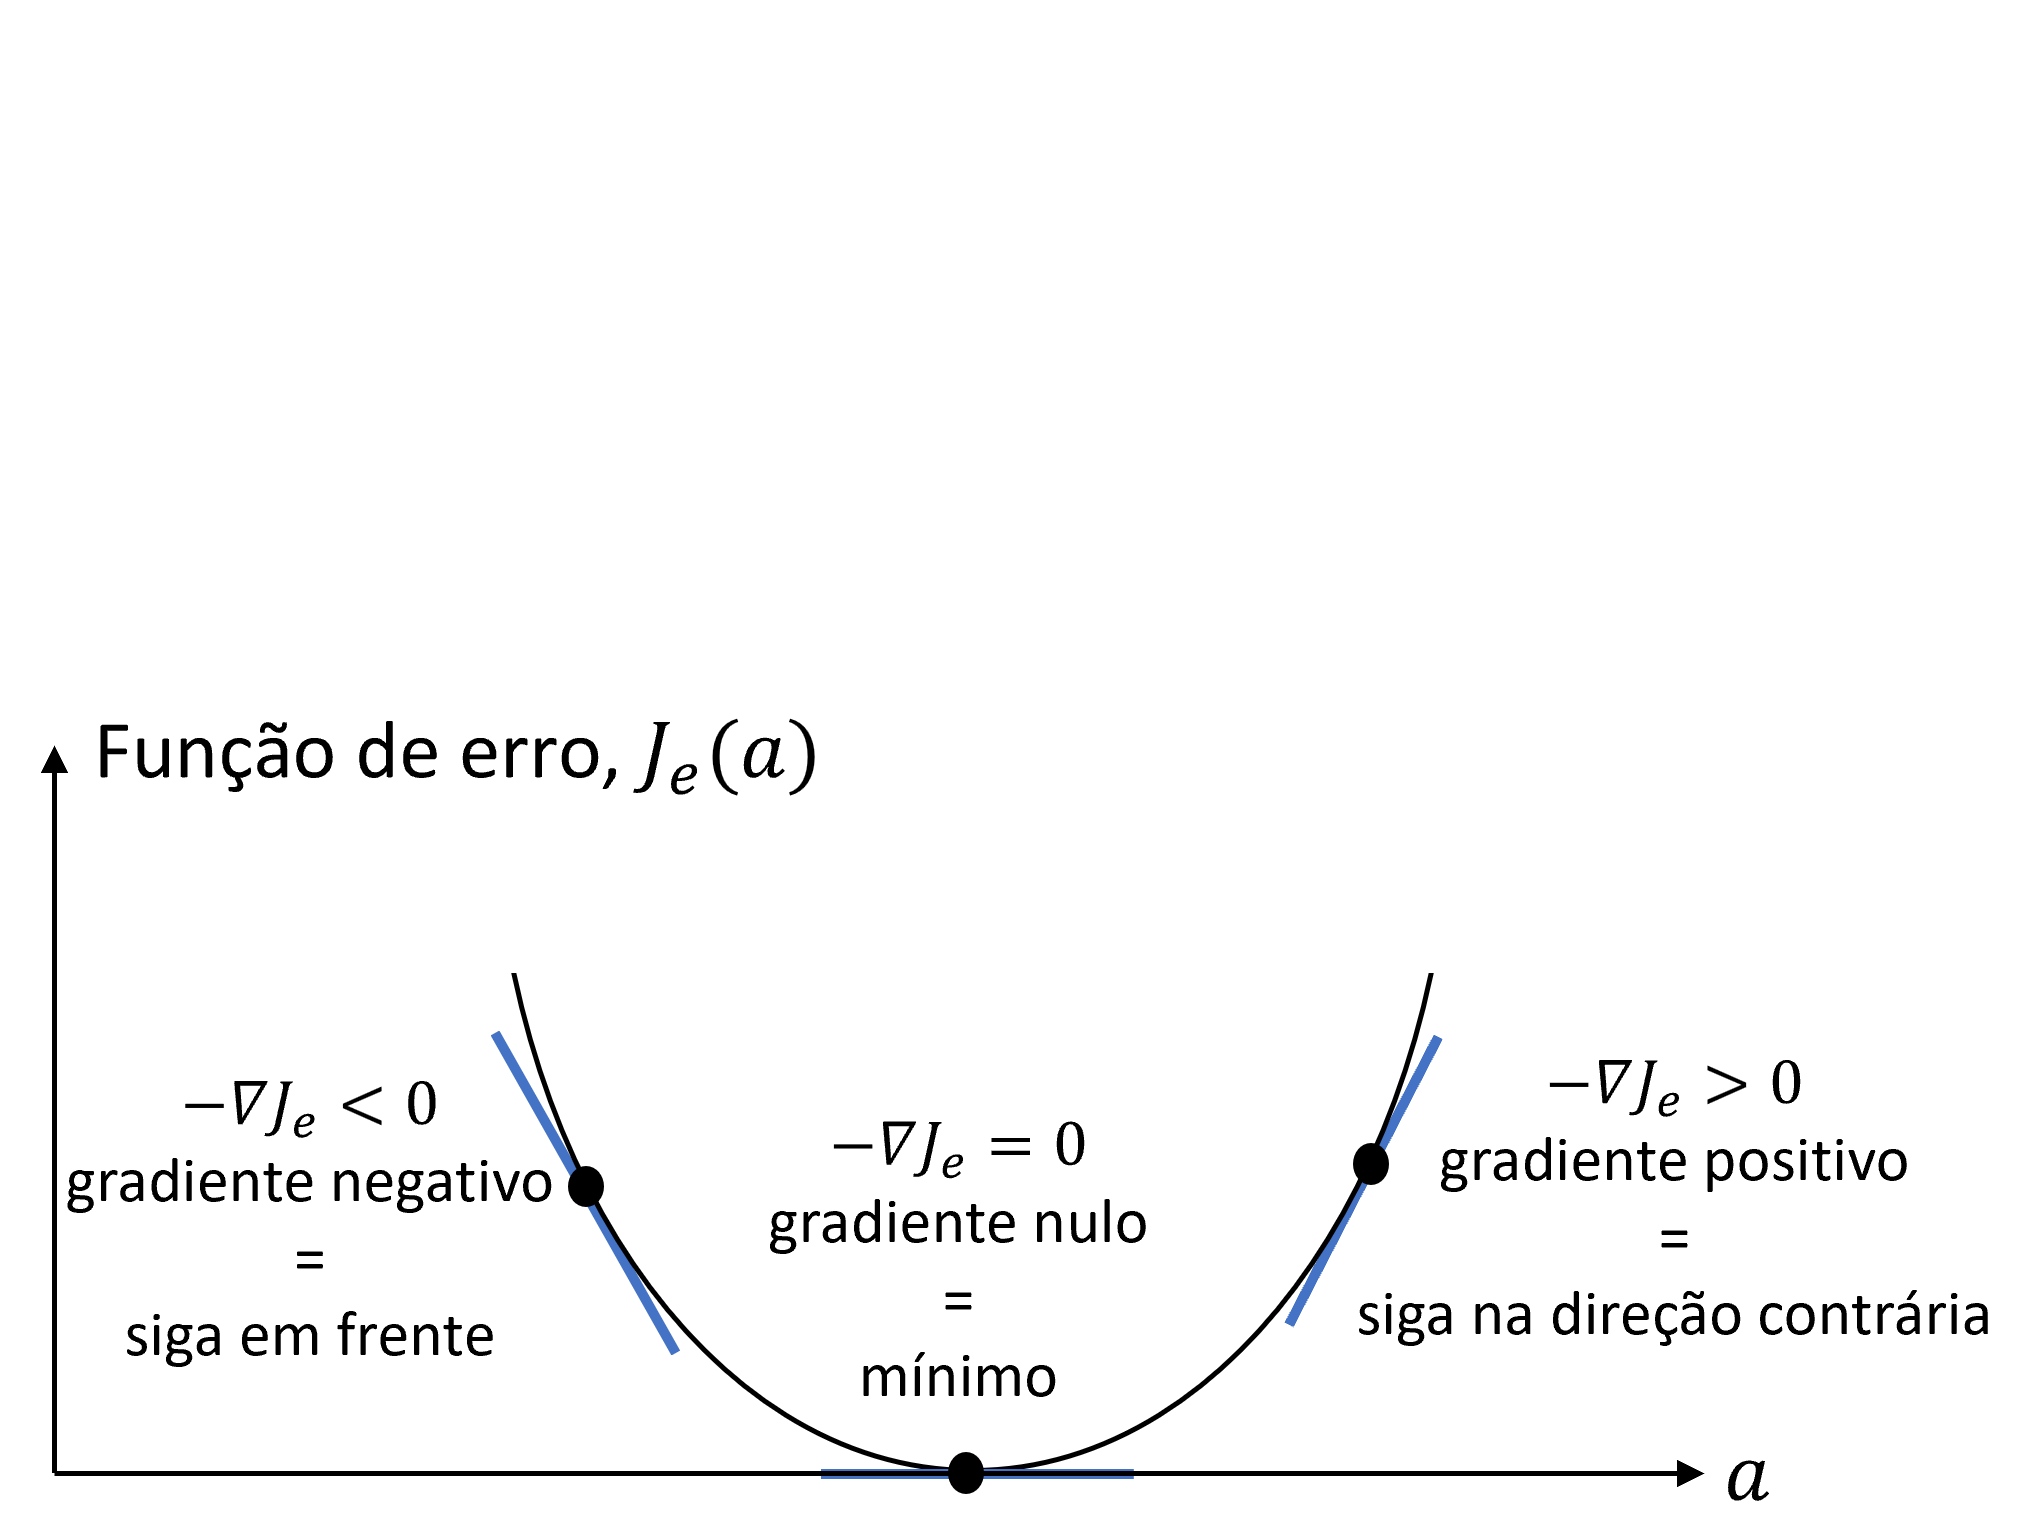 Função de erro, Jₑ(a)
−∇Jₑ < 0
gradiente negativo
=
siga em frente
−∇Jₑ = 0
gradiente nulo
=
mínimo
−∇Jₑ > 0
gradiente positivo
=
siga na direção contrária
a